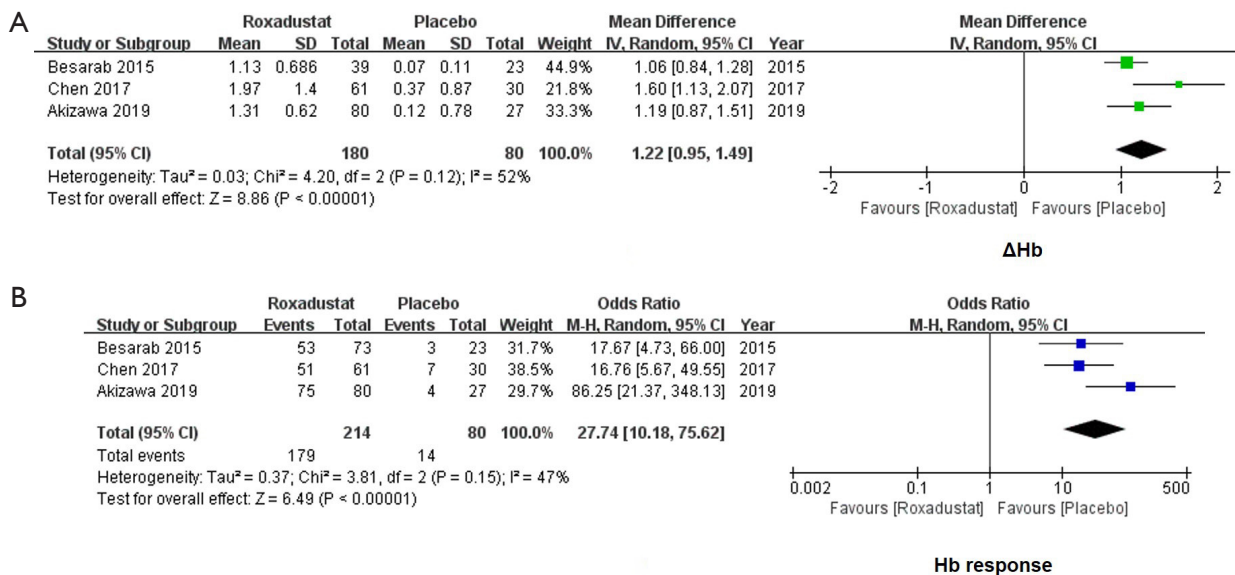 A
Roxadustat Placebo Mean Difference Mean Difference
Study or Subgroup Mean SD Total Mean SD Total Weight IV, Random, 95% CI Year IV, Random, 95% CI
Besarab 2015 1.13 0.686 39 0.07 0.11 23 44.9% 1.06 [0.84, 1.28] 2015
Chen 2017 1.97 1.4 61 0.37 0.87 30 21.8% 1.60 [1.13, 2.07] 2017
Akizawa 2019 1.31 0.62 80 0.12 0.78 27 33.3% 1.19 [0.87, 1.51] 2019
Total (95% CI) 180 80 100.0% 1.22 [0.95, 1.49]
Heterogeneity: Tau² = 0.03; Chi² = 4.20, df = 2 (P = 0.12); I² = 52%
Test for overall effect: Z = 8.86 (P < 0.00001)
-2 -1 0 1 2
Favours [Roxadustat] Favours [Placebo]
ΔHb
B
Roxadustat Placebo Odds Ratio Odds Ratio
Study or Subgroup Events Total Events Total Weight M-H, Random, 95% CI Year M-H, Random, 95% CI
Besarab 2015 53 73 3 23 31.7% 17.67 [4.73, 66.00] 2015
Chen 2017 51 61 7 30 38.5% 16.76 [5.67, 49.55] 2017
Akizawa 2019 75 80 4 27 29.7% 86.25 [21.37, 348.13] 2019
Total (95% CI) 214 80 100.0% 27.74 [10.18, 75.62]
Total events 179 14
Heterogeneity: Tau² = 0.37; Chi² = 3.81, df = 2 (P = 0.15); I² = 47%
Test for overall effect: Z = 6.49 (P < 0.00001)
0.002 0.1 1 10 500
Favours [Roxadustat] Favours [Placebo]
Hb response